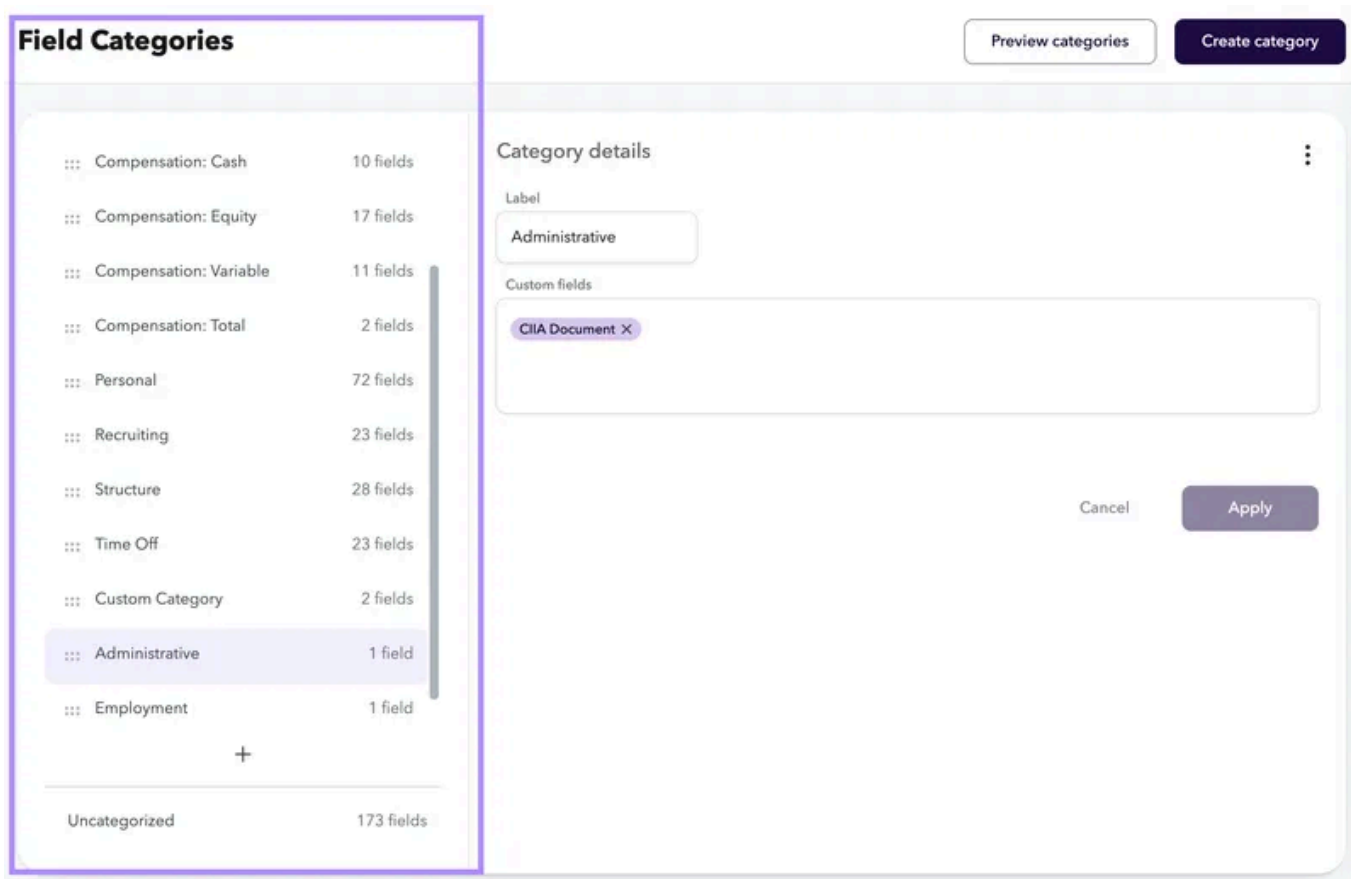 Field Categories
Preview categories
Create category
Compensation: Cash 10 fields
Compensation: Equity 17 fields
Compensation: Variable 11 fields
Compensation: Total 2 fields
Personal 72 fields
Recruiting 23 fields
Structure 28 fields
Time Off 23 fields
Custom Category 2 fields
Administrative 1 field
Employment 1 field
+
Uncategorized 173 fields
Category details
Label
Administrative
Custom fields
CIIA Document ×
Cancel
Apply